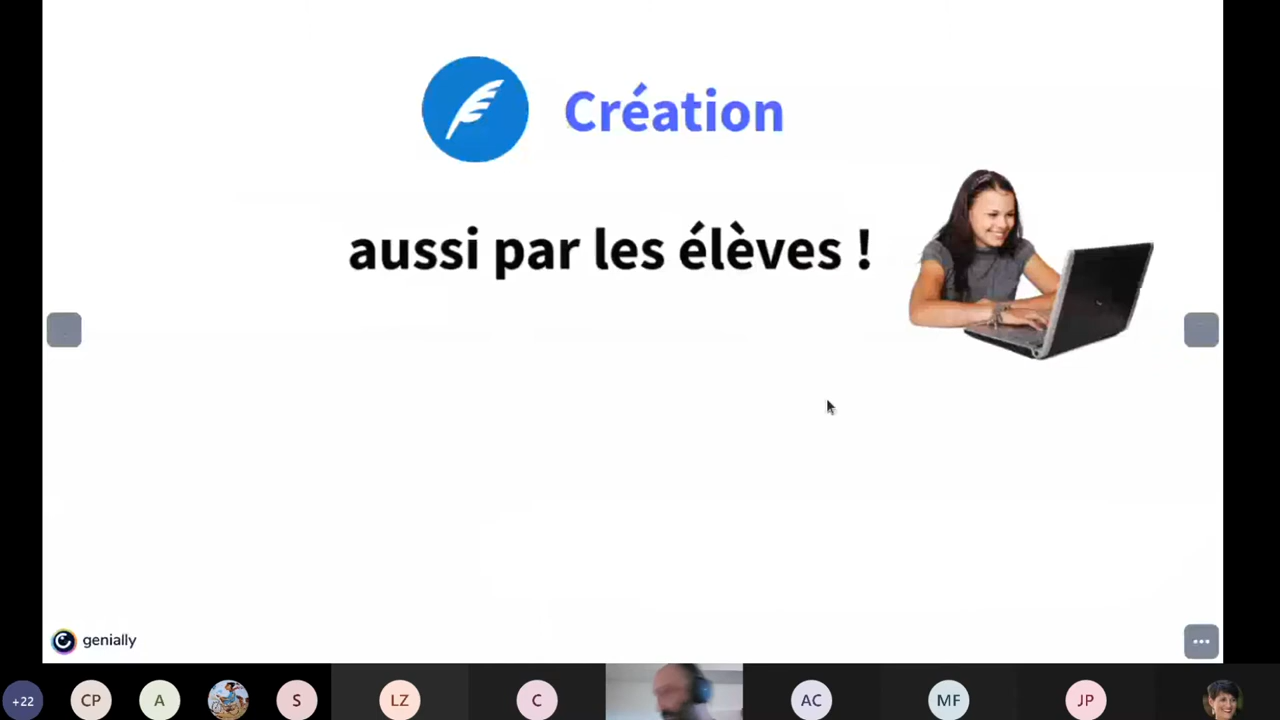 Création
aussi par les élèves !
genially
+22
CP
A
S
LZ
C
AC
MF
JP